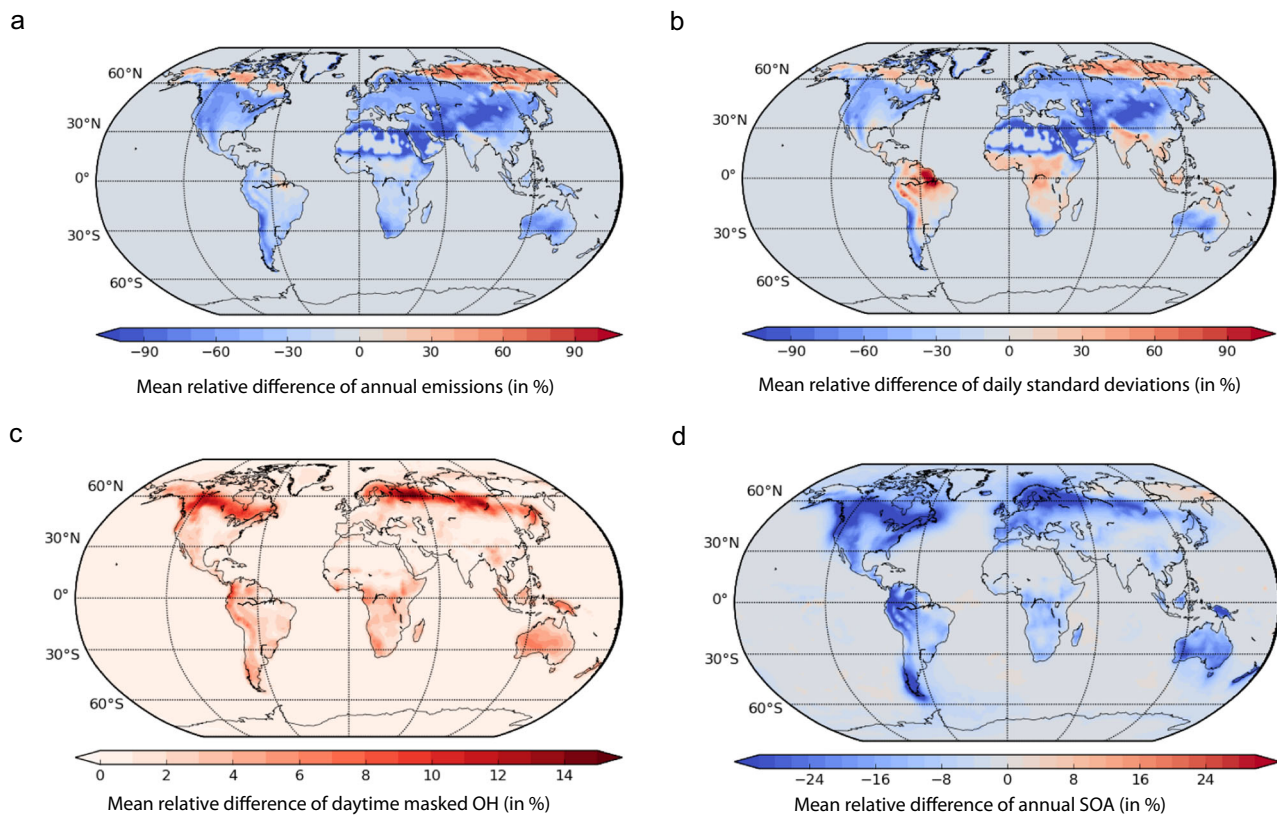 a
60°N
30°N
0°
30°S
60°S
−90 −60 −30 0 30 60 90
Mean relative difference of annual emissions (in %)
b
60°N
30°N
0°
30°S
60°S
−90 −60 −30 0 30 60 90
Mean relative difference of daily standard deviations (in %)
c
60°N
30°N
0°
30°S
60°S
0 2 4 6 8 10 12 14
Mean relative difference of daytime masked OH (in %)
d
60°N
30°N
0°
30°S
60°S
−24 −16 −8 0 8 16 24
Mean relative difference of annual SOA (in %)